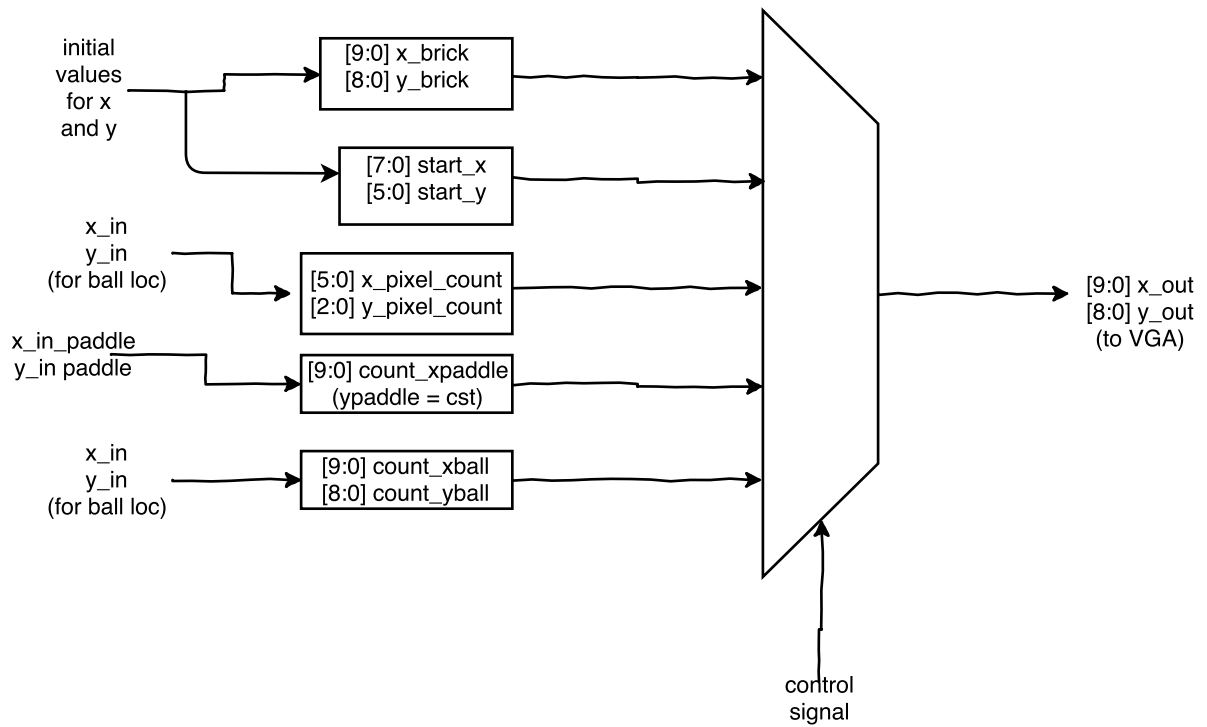 initial
values
for x
and y
[9:0] x_brick
[8:0] y_brick
[7:0] start_x
[5:0] start_y
x_in
y_in
(for ball loc)
[5:0] x_pixel_count
[2:0] y_pixel_count
x_in_paddle
y_in paddle
[9:0] count_xpaddle
(ypaddle = cst)
x_in
y_in
(for ball loc)
[9:0] count_xball
[8:0] count_yball
[9:0] x_out
[8:0] y_out
(to VGA)
control
signal